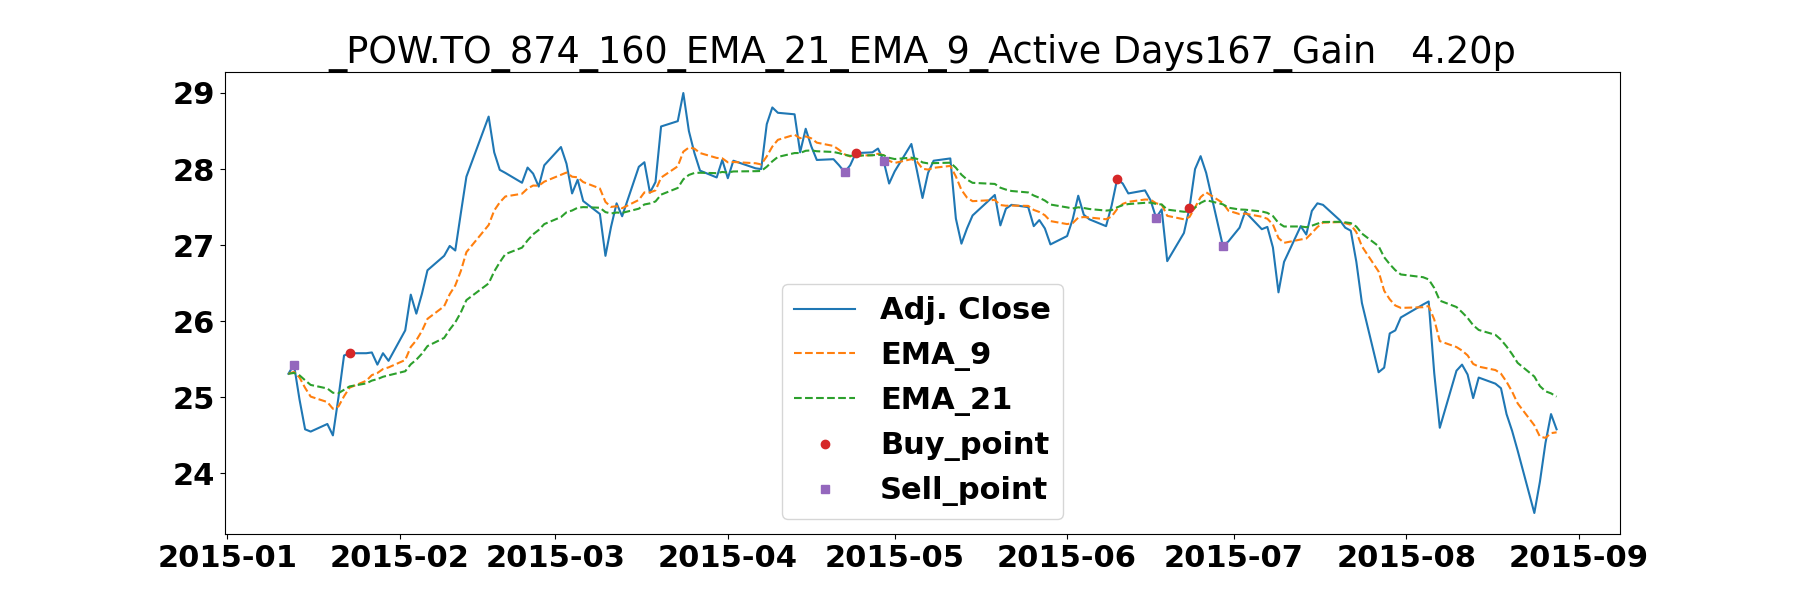 _POW.TO_874_160_EMA_21_EMA_9_Active Days167_Gain   4.20p
29
28
27
26
25
24
Adj. Close
EMA_9
EMA_21
Buy_point
Sell_point
2015-01 2015-02 2015-03 2015-04 2015-05 2015-06 2015-07 2015-08 2015-09